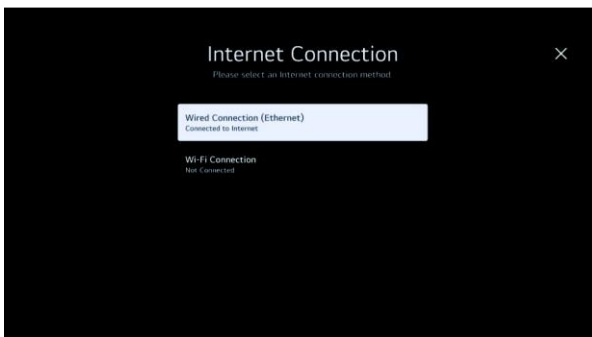 Internet Connection
Please select an Internet connection method
Wired Connection (Ethernet)
Connected to Internet
Wi-Fi Connection
Not Connected